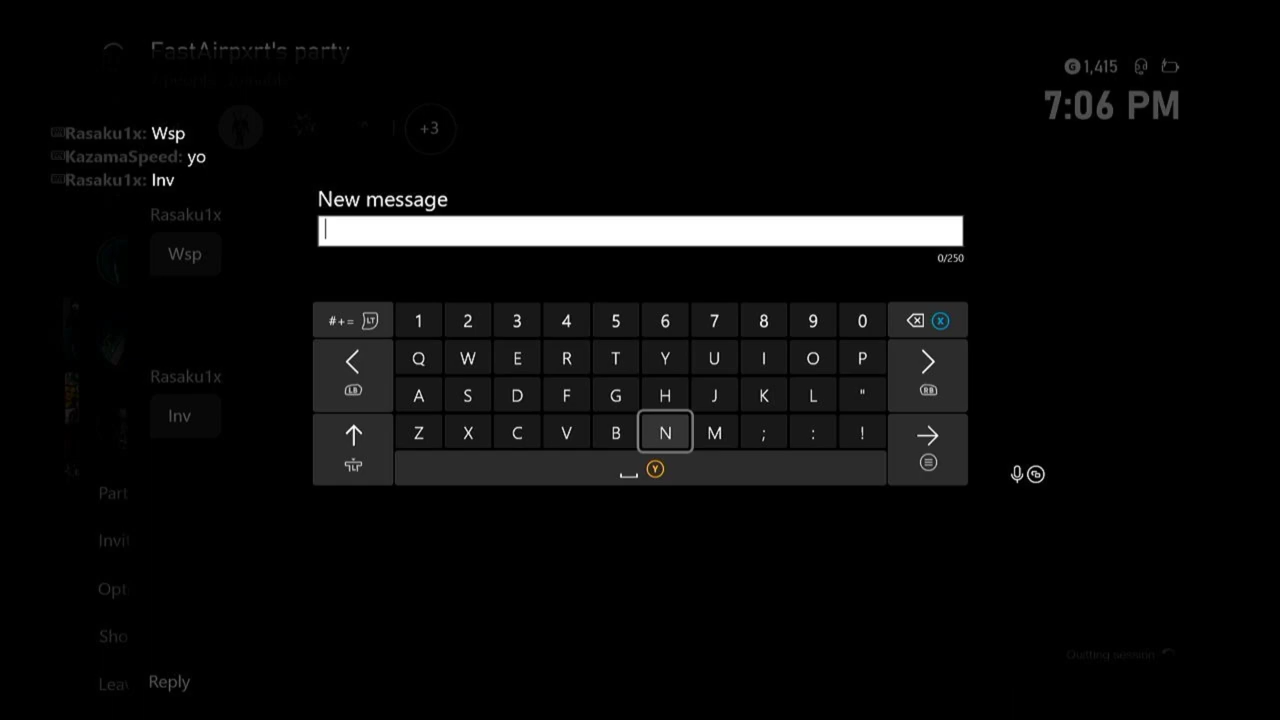 FastAirpxrt's party
1,415
7:06 PM
+3
Rasaku1x: Wsp
KazamaSpeed: yo
Rasaku1x: Inv
New message
0/250
Rasaku1x
Wsp
Rasaku1x
Inv
#+= LT 1 2 3 4 5 6 7 8 9 0 X
Q W E R T Y U I O P
LB RB
A S D F G H J K L "
Z X C V B N M ; : !
Y
Part
Invit
Opt
Sho
Leav
Reply
Quitting session